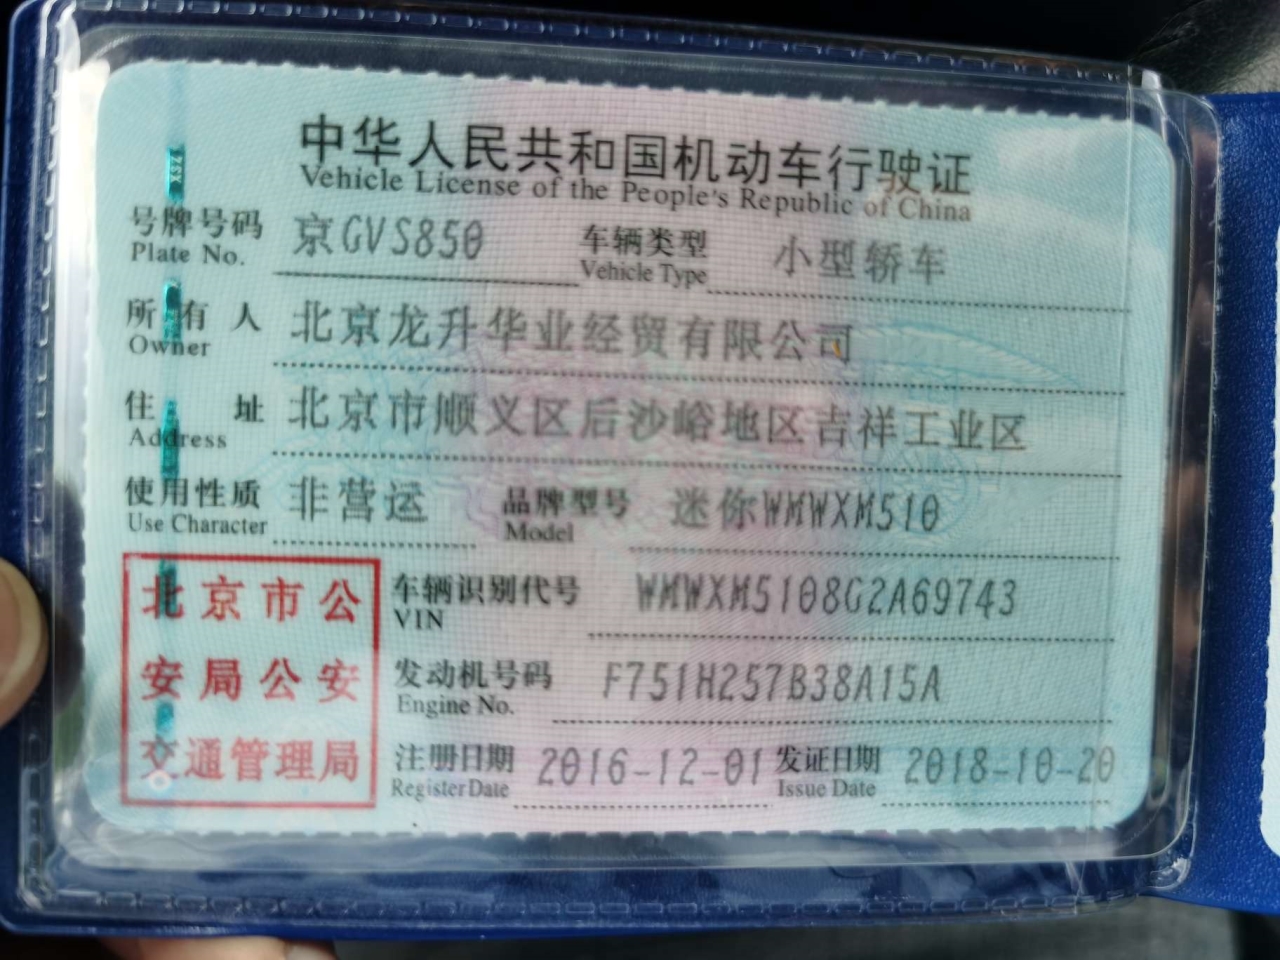 中华人民共和国机动车行驶证
Vehicle License of the People's Republic of China
号牌号码 京GVS850 车辆类型 小型轿车
Plate No. Vehicle Type
所有人 北京龙升华业经贸有限公司
Owner
住址 北京市顺义区后沙峪地区吉祥工业区
Address
使用性质 非营运 品牌型号 迷你WMWXM510
Use Character Model
车辆识别代号 WMWXM5108G2A69743
VIN
发动机号码 F751H257B38A15A
Engine No.
注册日期 2016-12-01 发证日期 2018-10-20
Register Date Issue Date
北京市公
安局公安
交通管理局